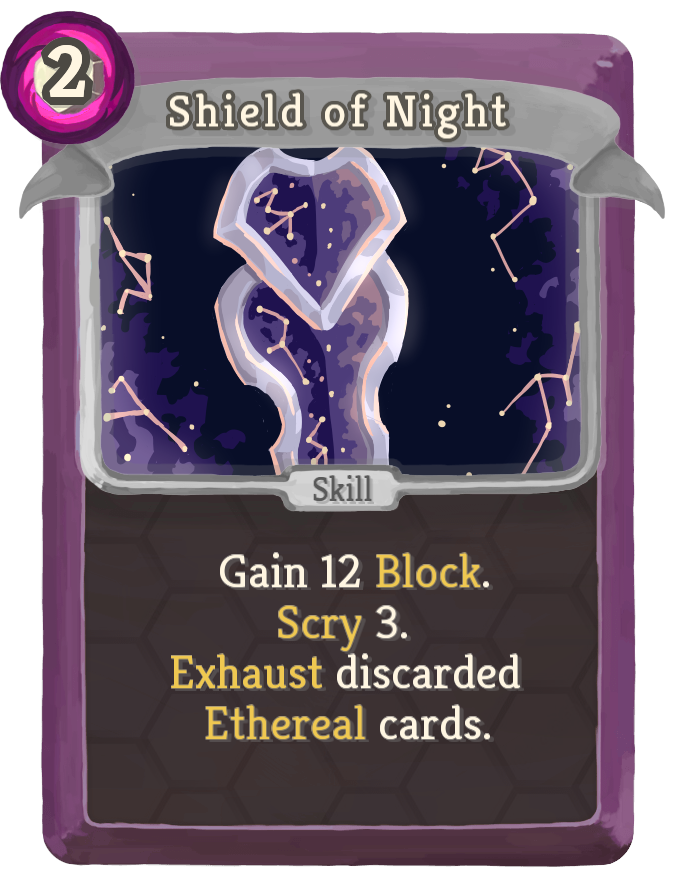 2
Shield of Night
Skill
Gain 12 Block.
Scry 3.
Exhaust discarded
Ethereal cards.